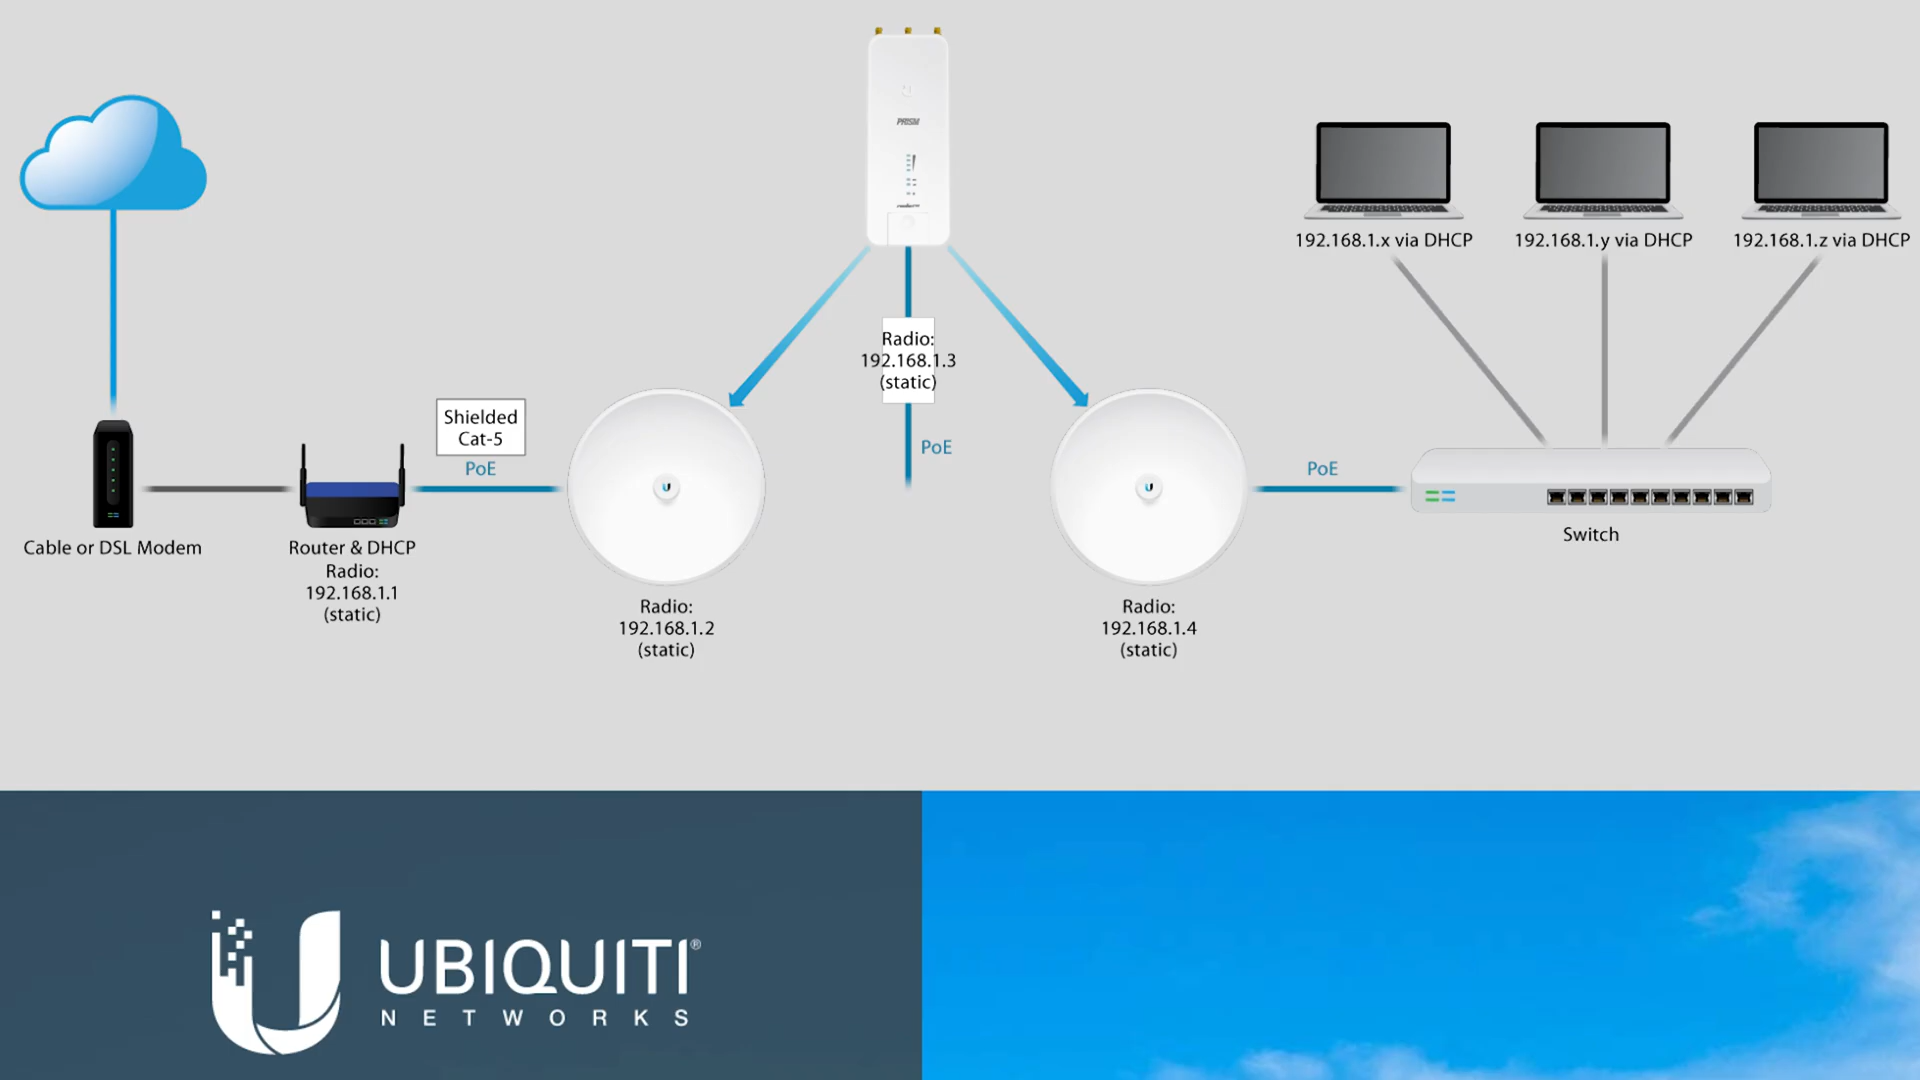 PRISM
192.168.1.x via DHCP
192.168.1.y via DHCP
192.168.1.z via DHCP
Radio:
192.168.1.3
(static)
PoE
Shielded
Cat-5
PoE
PoE
Cable or DSL Modem
Router & DHCP
Radio:
192.168.1.1
(static)
Radio:
192.168.1.2
(static)
Radio:
192.168.1.4
(static)
Switch
UBIQUITI®
NETWORKS